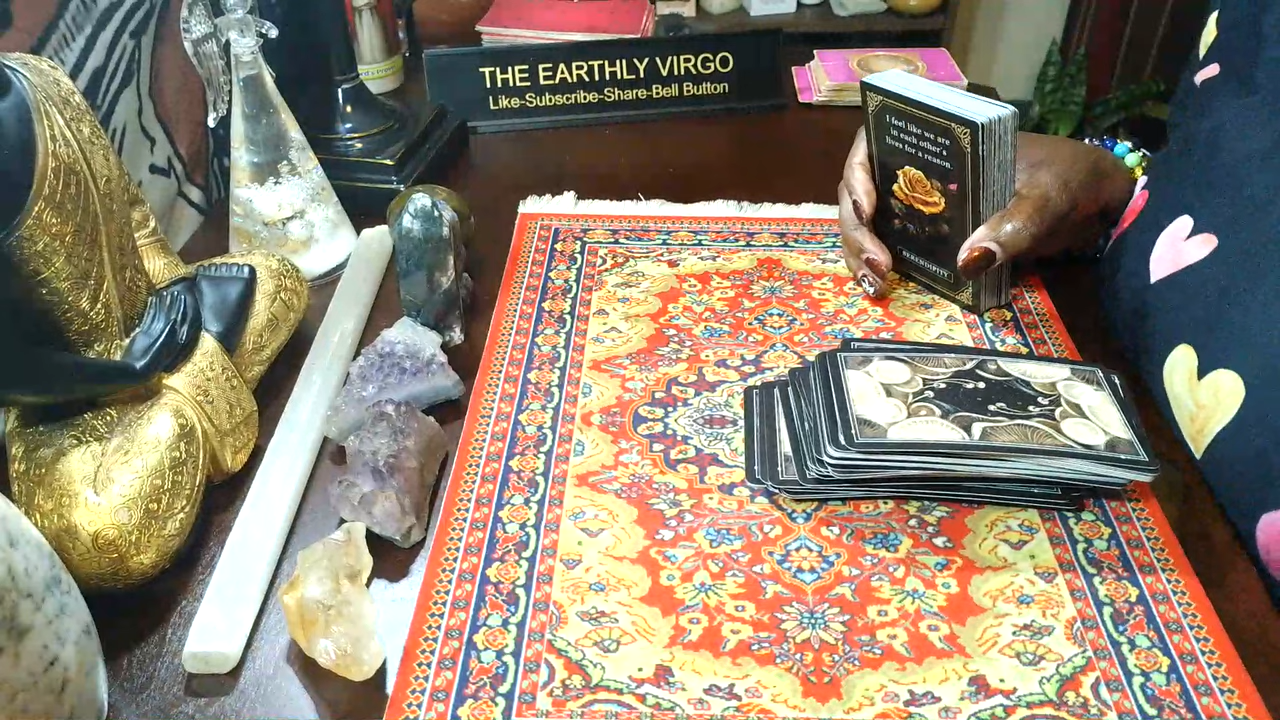 THE EARTHLY VIRGO
Like-Subscribe-Share-Bell Button
I feel like we are
in each other's
lives for a reason.
SERENDIPITY